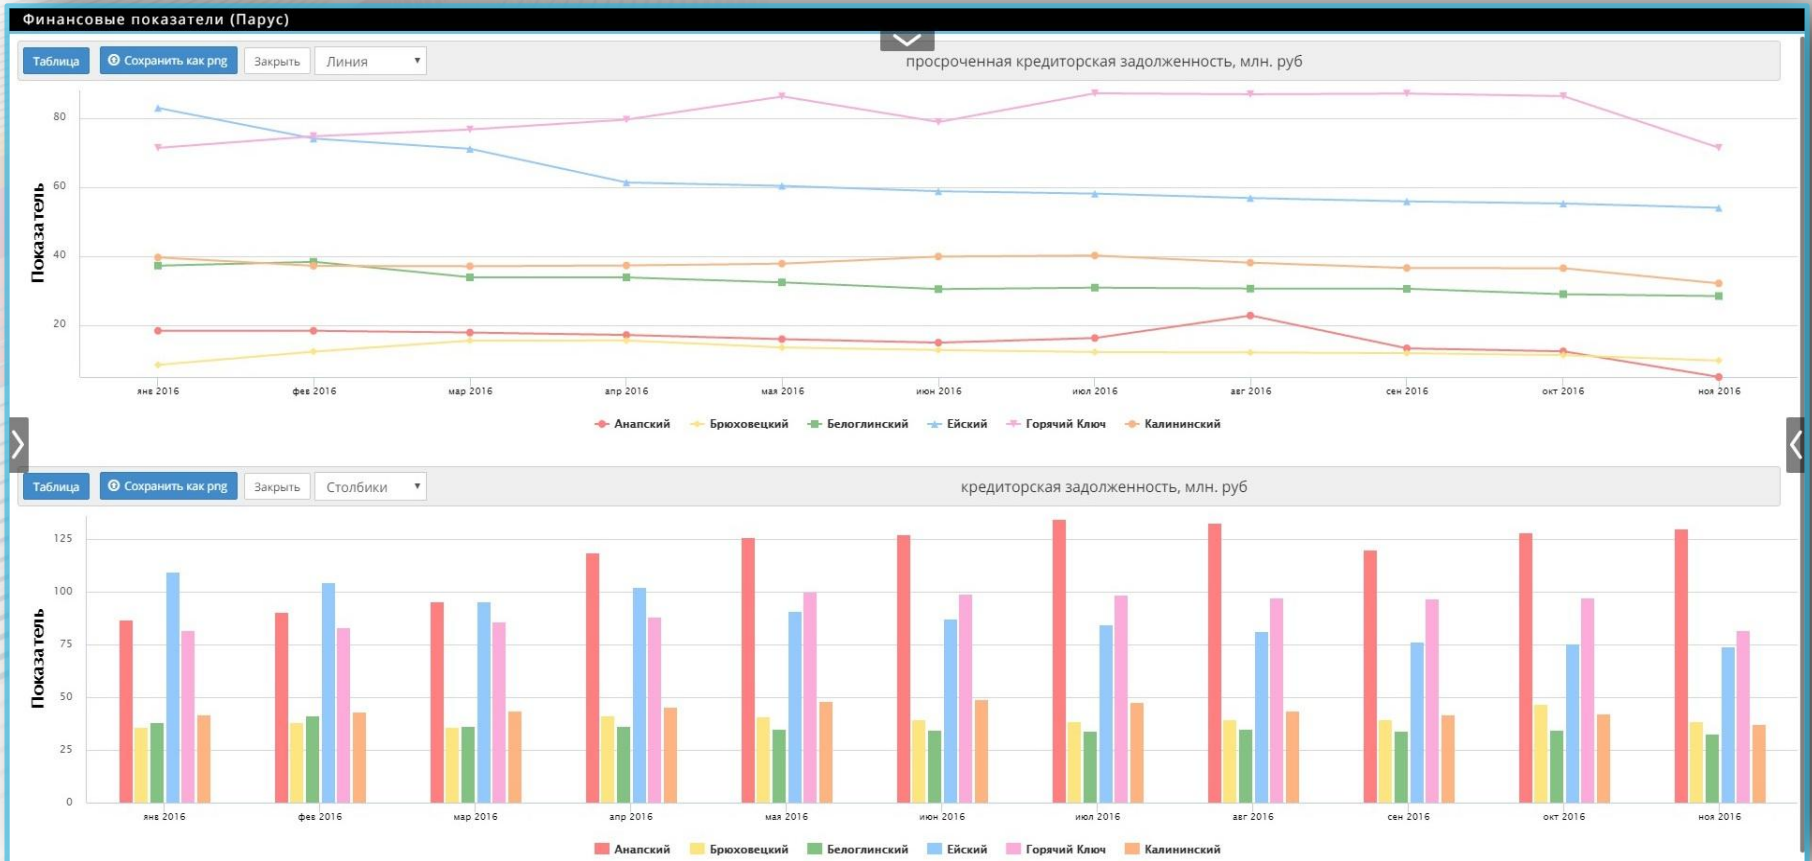 Финансовые показатели (Парус)
Таблица Сохранить как png Закрыть Линия просроченная кредиторская задолженность, млн. руб
Показатель
80
60
40
20
янв 2016 фев 2016 мар 2016 апр 2016 мая 2016 июн 2016 июл 2016 авг 2016 сен 2016 окт 2016 ноя 2016
Анапский Брюховецкий Белоглинский Ейский Горячий Ключ Калининский
Таблица Сохранить как png Закрыть Столбики кредиторская задолженность, млн. руб
Показатель
125
100
75
50
25
0
янв 2016 фев 2016 мар 2016 апр 2016 мая 2016 июн 2016 июл 2016 авг 2016 сен 2016 окт 2016 ноя 2016
Анапский Брюховецкий Белоглинский Ейский Горячий Ключ Калининский